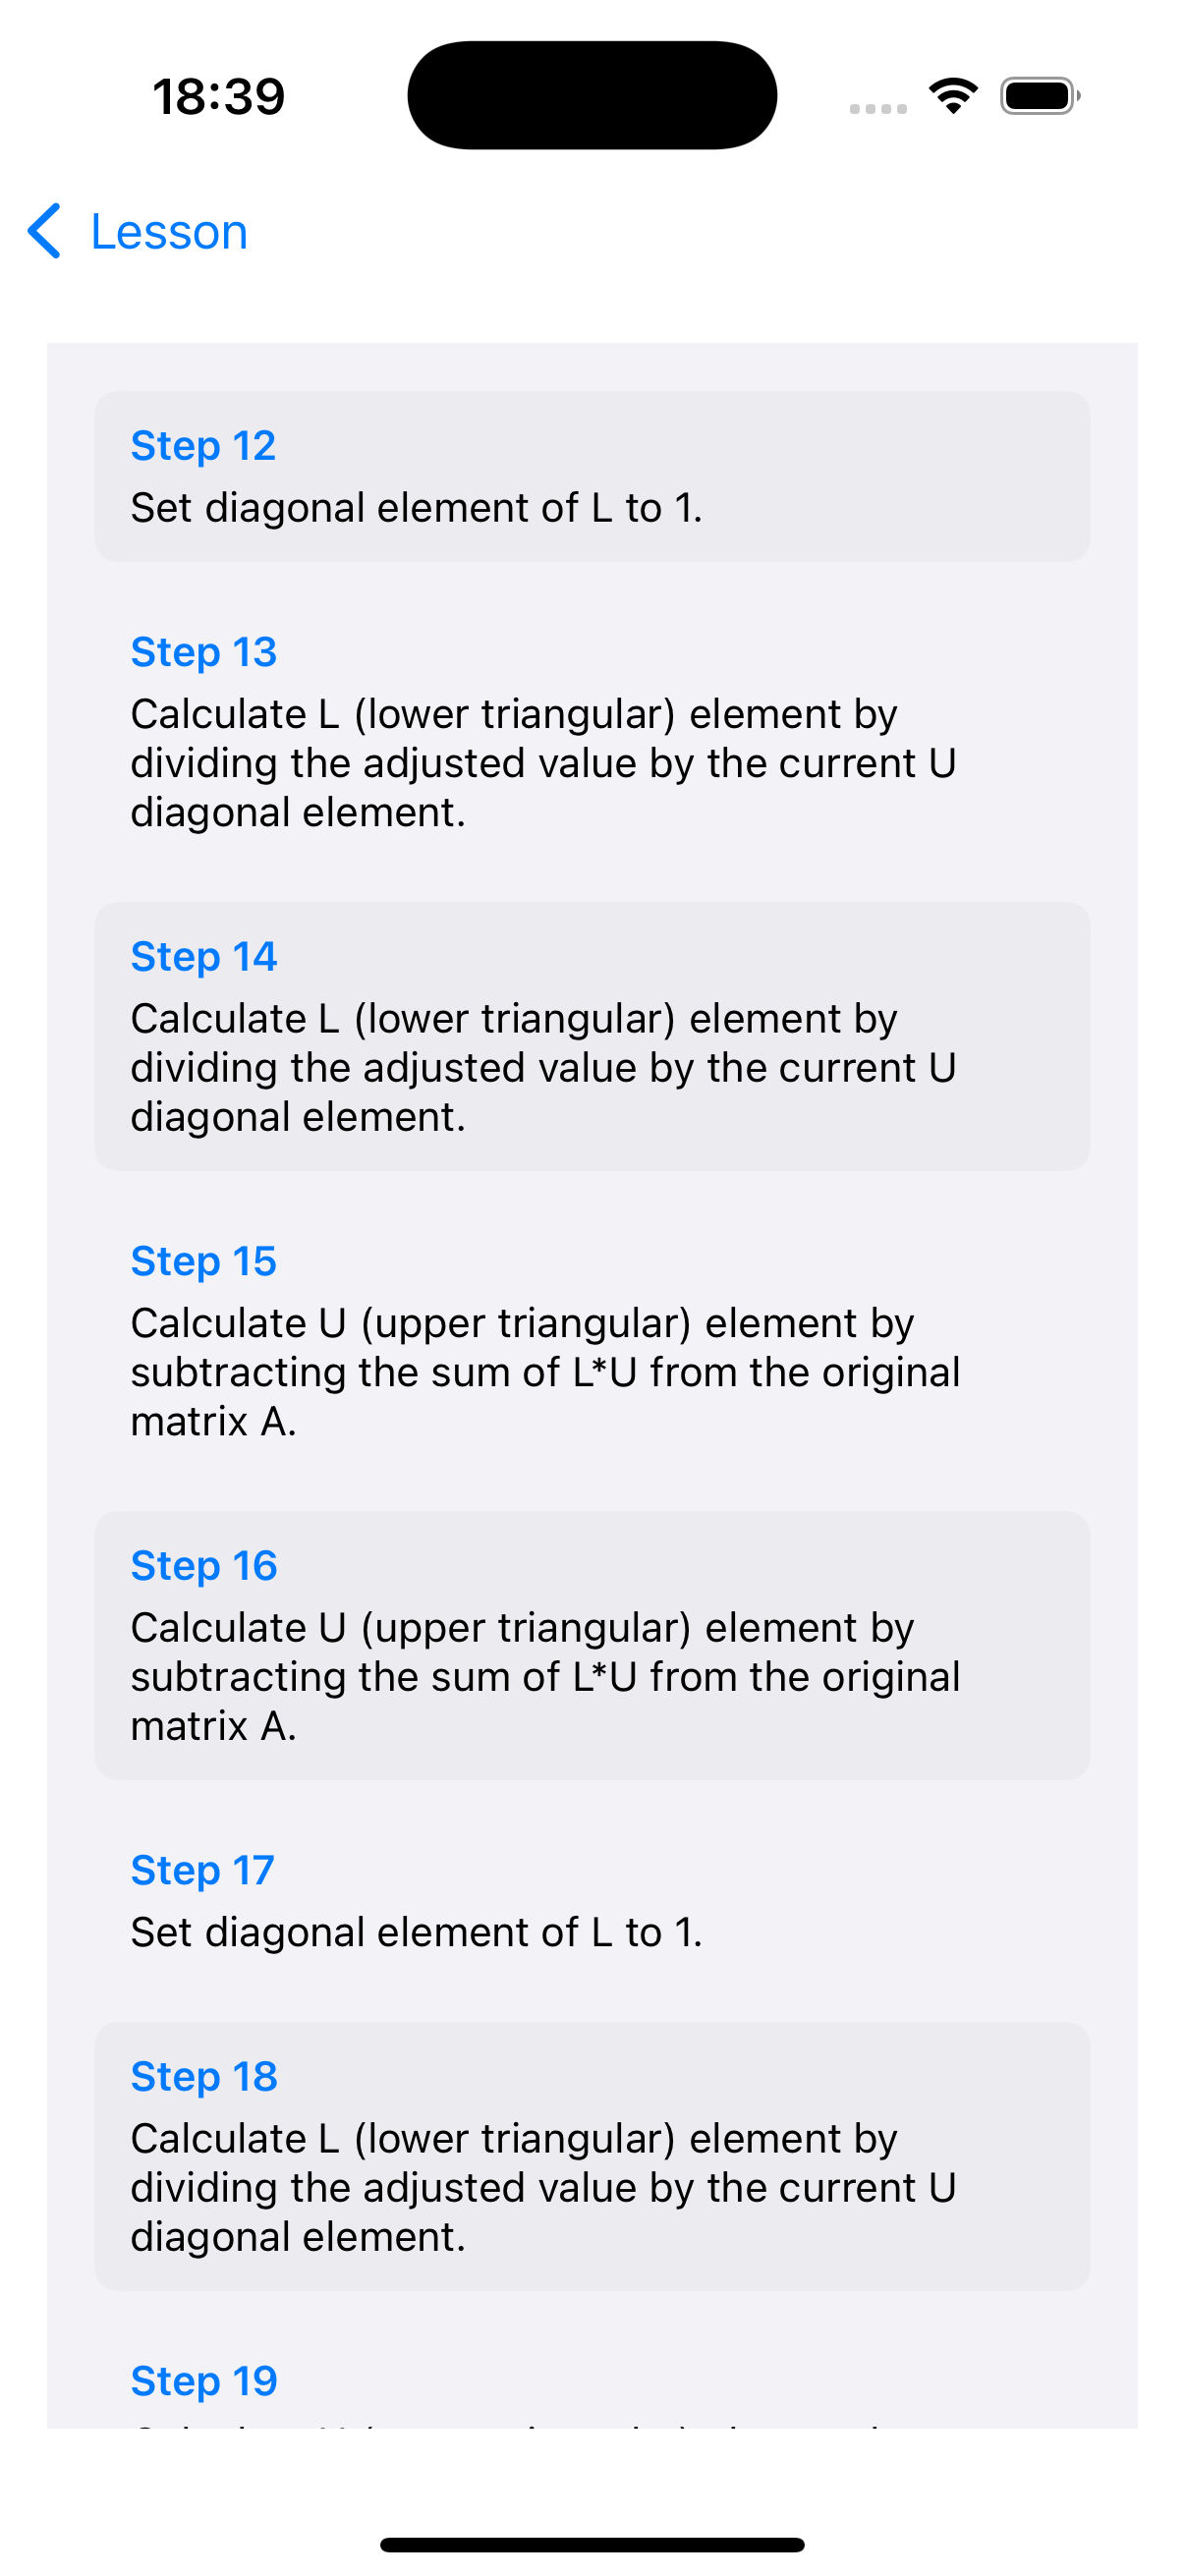 18:39
Lesson
Step 12
Set diagonal element of L to 1.
Step 13
Calculate L (lower triangular) element by
dividing the adjusted value by the current U
diagonal element.
Step 14
Calculate L (lower triangular) element by
dividing the adjusted value by the current U
diagonal element.
Step 15
Calculate U (upper triangular) element by
subtracting the sum of L*U from the original
matrix A.
Step 16
Calculate U (upper triangular) element by
subtracting the sum of L*U from the original
matrix A.
Step 17
Set diagonal element of L to 1.
Step 18
Calculate L (lower triangular) element by
dividing the adjusted value by the current U
diagonal element.
Step 19